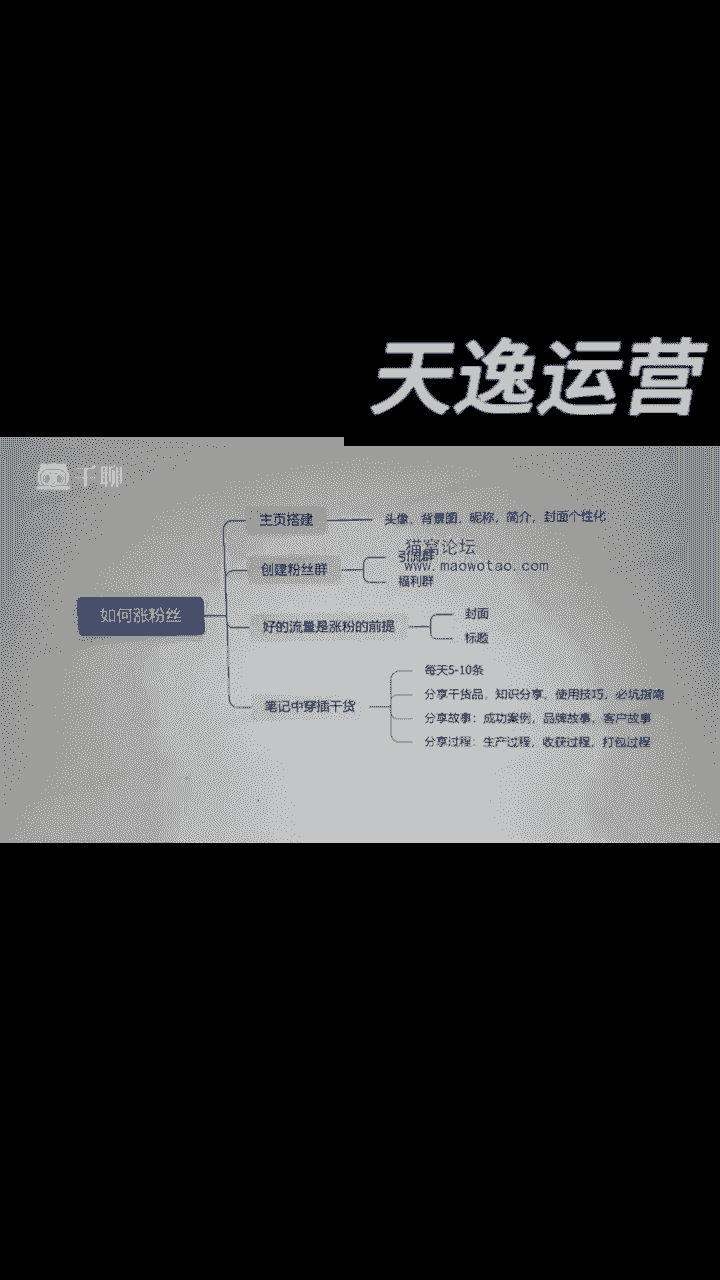 天逸运营
千聊
如何涨粉丝
主页搭建
头像，背景图，昵称，简介，封面个性化
创建粉丝群
引流群
福利群
猫窝论坛
www.maowotao.com
好的流量是涨粉的前提
封面
标题
笔记中穿插干货
每天5-10条
分享干货品，知识分享，使用技巧，必坑指南
分享故事：成功案例，品牌故事，客户故事
分享过程：生产过程，收获过程，打包过程